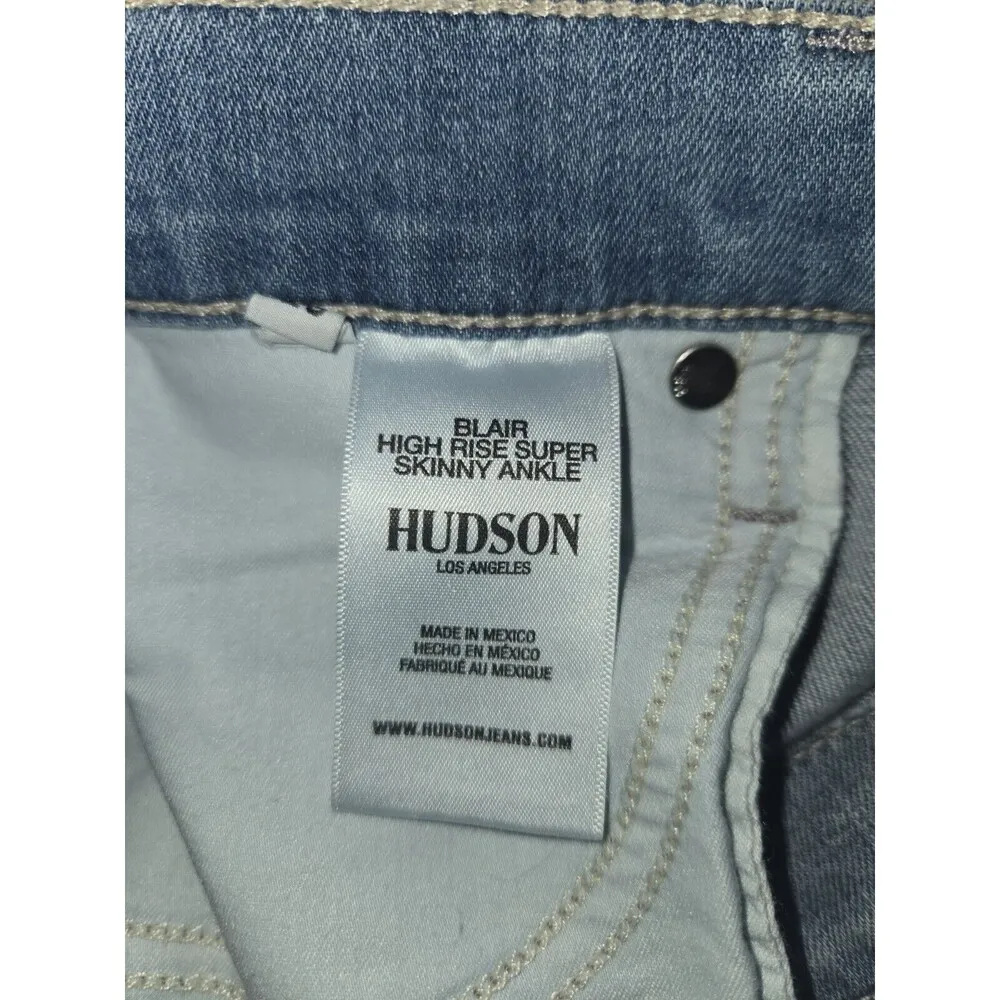 BLAIR
HIGH RISE SUPER
SKINNY ANKLE
HUDSON
LOS ANGELES
MADE IN MEXICO
HECHO EN MÉXICO
FABRIQUÉ AU MEXIQUE
WWW.HUDSONJEANS.COM